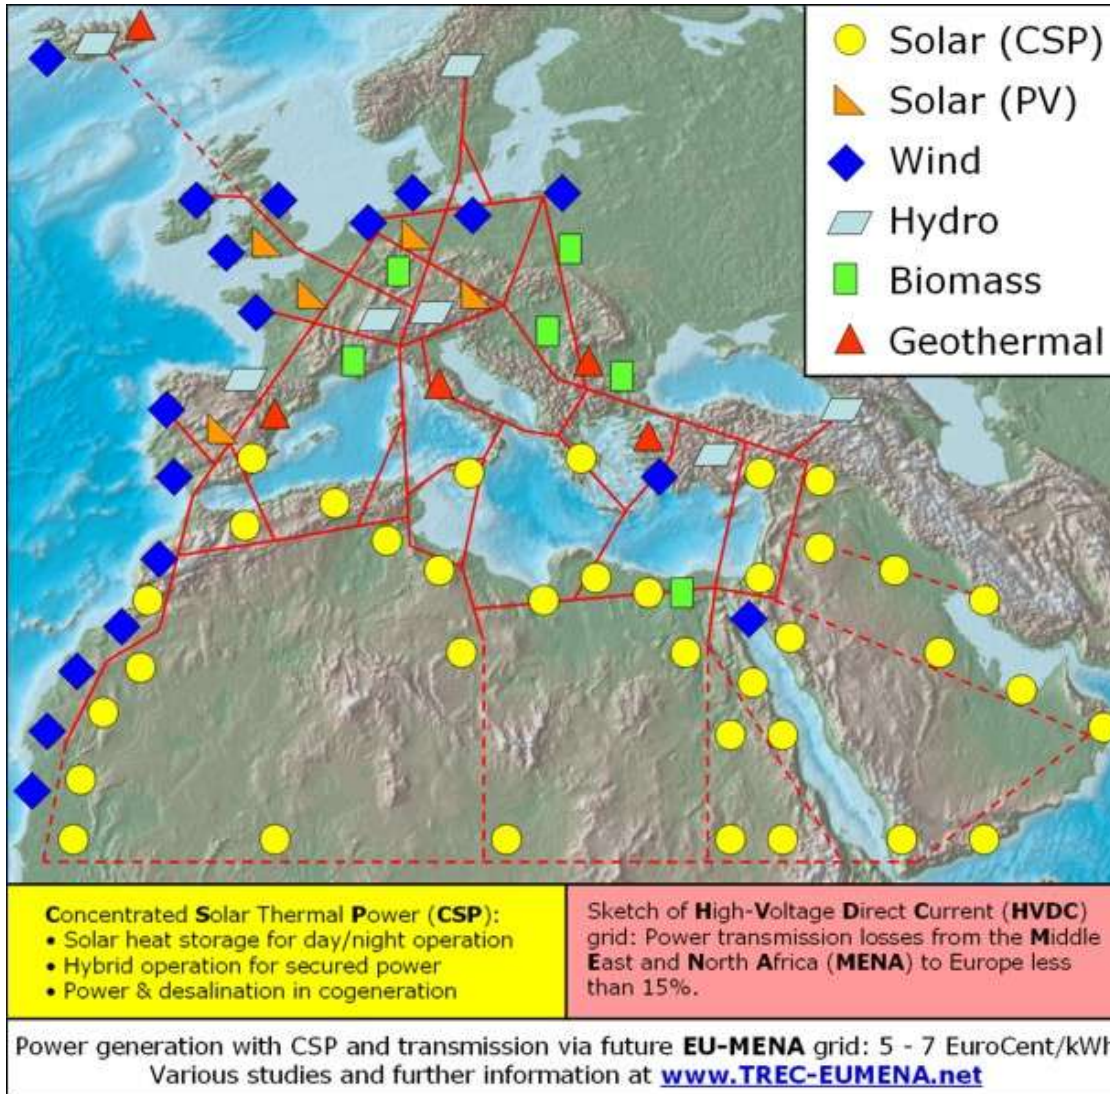 Solar (CSP)
Solar (PV)
Wind
Hydro
Biomass
Geothermal
Concentrated Solar Thermal Power (CSP):
• Solar heat storage for day/night operation
• Hybrid operation for secured power
• Power & desalination in cogeneration
Sketch of High-Voltage Direct Current (HVDC)
grid: Power transmission losses from the Middle
East and North Africa (MENA) to Europe less
than 15%.
Power generation with CSP and transmission via future EU-MENA grid: 5 - 7 EuroCent/kWh
Various studies and further information at www.TREC-EUMENA.net